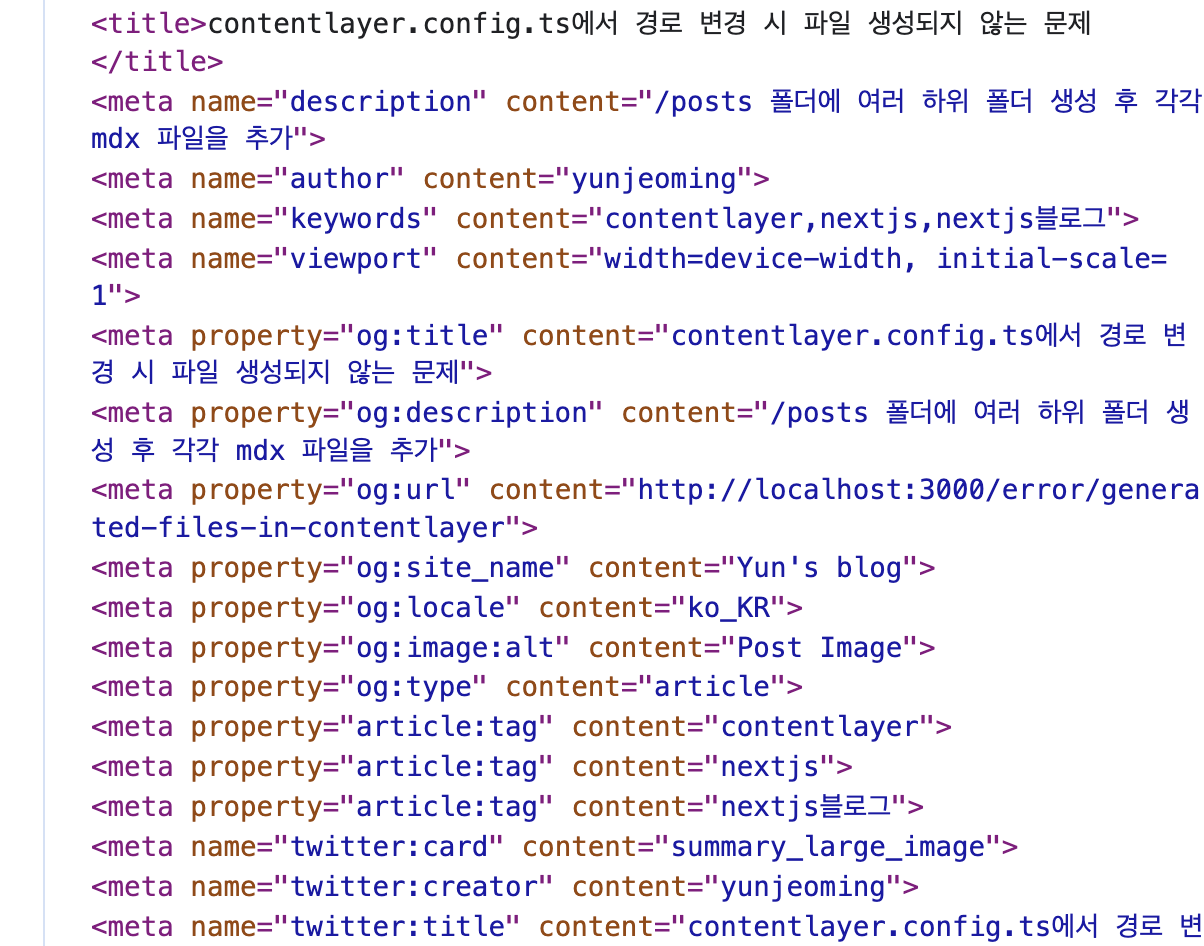 <title>contentlayer.config.ts에서 경로 변경 시 파일 생성되지 않는 문제
</title>
<meta name="description" content="/posts 폴더에 여러 하위 폴더 생성 후 각각
mdx 파일을 추가">
<meta name="author" content="yunjeoming">
<meta name="keywords" content="contentlayer,nextjs,nextjs블로그">
<meta name="viewport" content="width=device-width, initial-scale=
1">
<meta property="og:title" content="contentlayer.config.ts에서 경로 변
경 시 파일 생성되지 않는 문제">
<meta property="og:description" content="/posts 폴더에 여러 하위 폴더 생
성 후 각각 mdx 파일을 추가">
<meta property="og:url" content="http://localhost:3000/error/genera
ted-files-in-contentlayer">
<meta property="og:site_name" content="Yun's blog">
<meta property="og:locale" content="ko_KR">
<meta property="og:image:alt" content="Post Image">
<meta property="og:type" content="article">
<meta property="article:tag" content="contentlayer">
<meta property="article:tag" content="nextjs">
<meta property="article:tag" content="nextjs블로그">
<meta name="twitter:card" content="summary_large_image">
<meta name="twitter:creator" content="yunjeoming">
<meta name="twitter:title" content="contentlayer.config.ts에서 경로 변